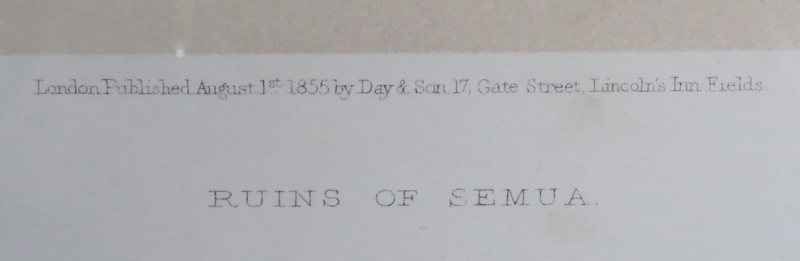 London Published August 1st 1855 by Day & Son, 17, Gate Street, Lincoln's Inn Fields.
RUINS OF SEMUA.